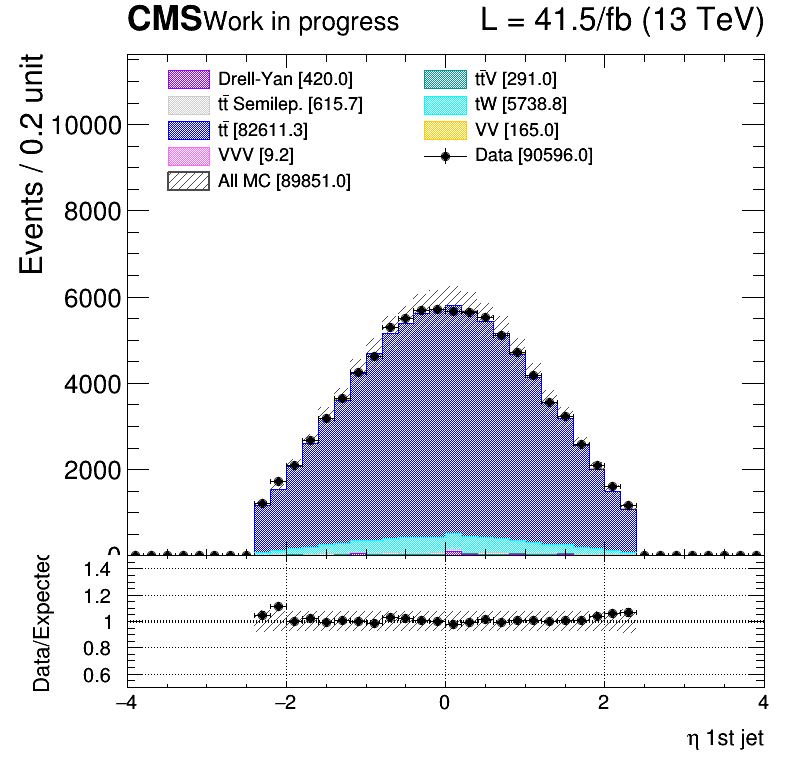 CMS Work in progress L = 41.5/fb (13 TeV)
Events / 0.2 unit
Drell-Yan [420.0]
tt̄ Semilep. [615.7]
tt̄ [82611.3]
VVV [9.2]
All MC [89851.0]
tt̄V [291.0]
tW [5738.8]
VV [165.0]
Data [90596.0]
10000
8000
6000
4000
2000
0
Data/Expected
1.4
1.2
1
0.8
0.6
−4 −2 0 2 4
η 1st jet